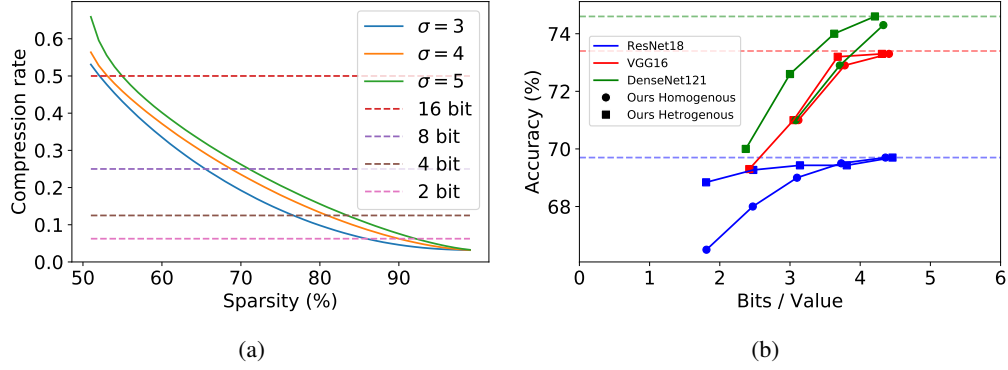 0.6
0.5
0.4
0.3
0.2
0.1
0.0
50
60
70
80
90
Compression rate
Sparsity (%)
σ = 3
σ = 4
σ = 5
16 bit
8 bit
4 bit
2 bit
(a)
74
72
70
68
0
1
2
3
4
5
6
Accuracy (%)
Bits / Value
ResNet18
VGG16
DenseNet121
Ours Homogenous
Ours Hetrogenous
(b)